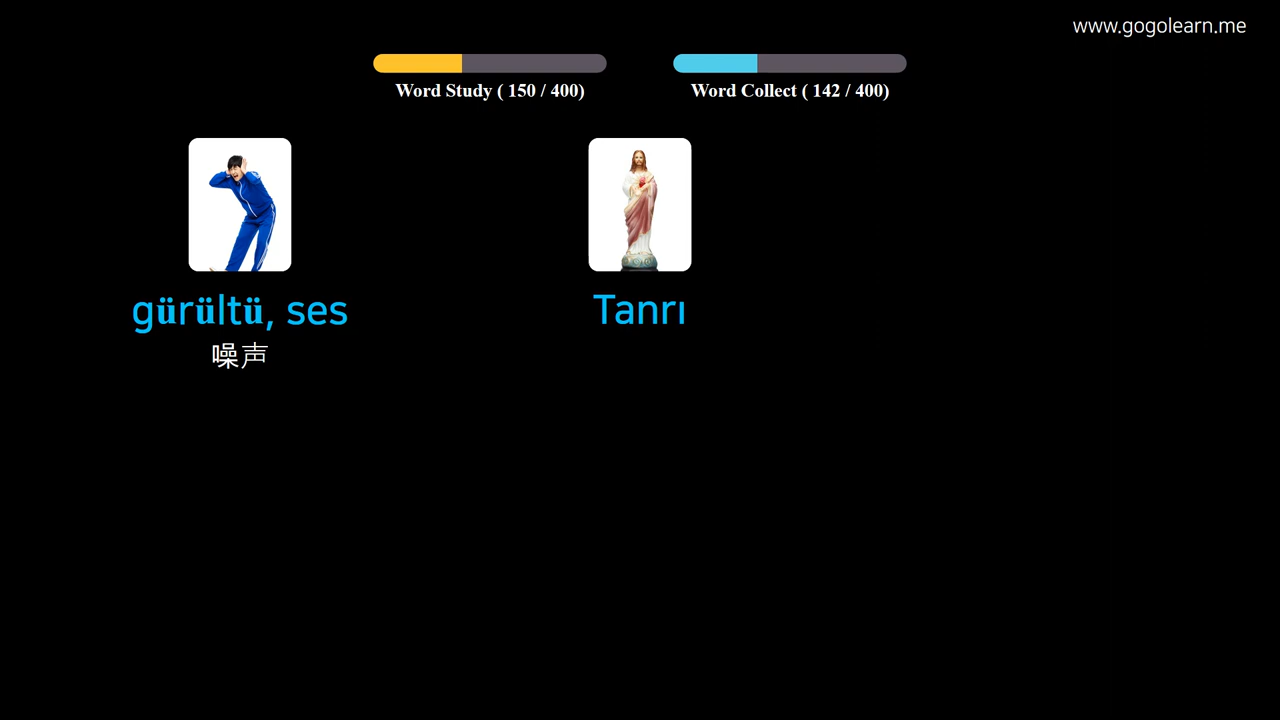 www.gogolearn.me
Word Study ( 150 / 400)
Word Collect ( 142 / 400)
gürültü, ses
噪声
Tanrı